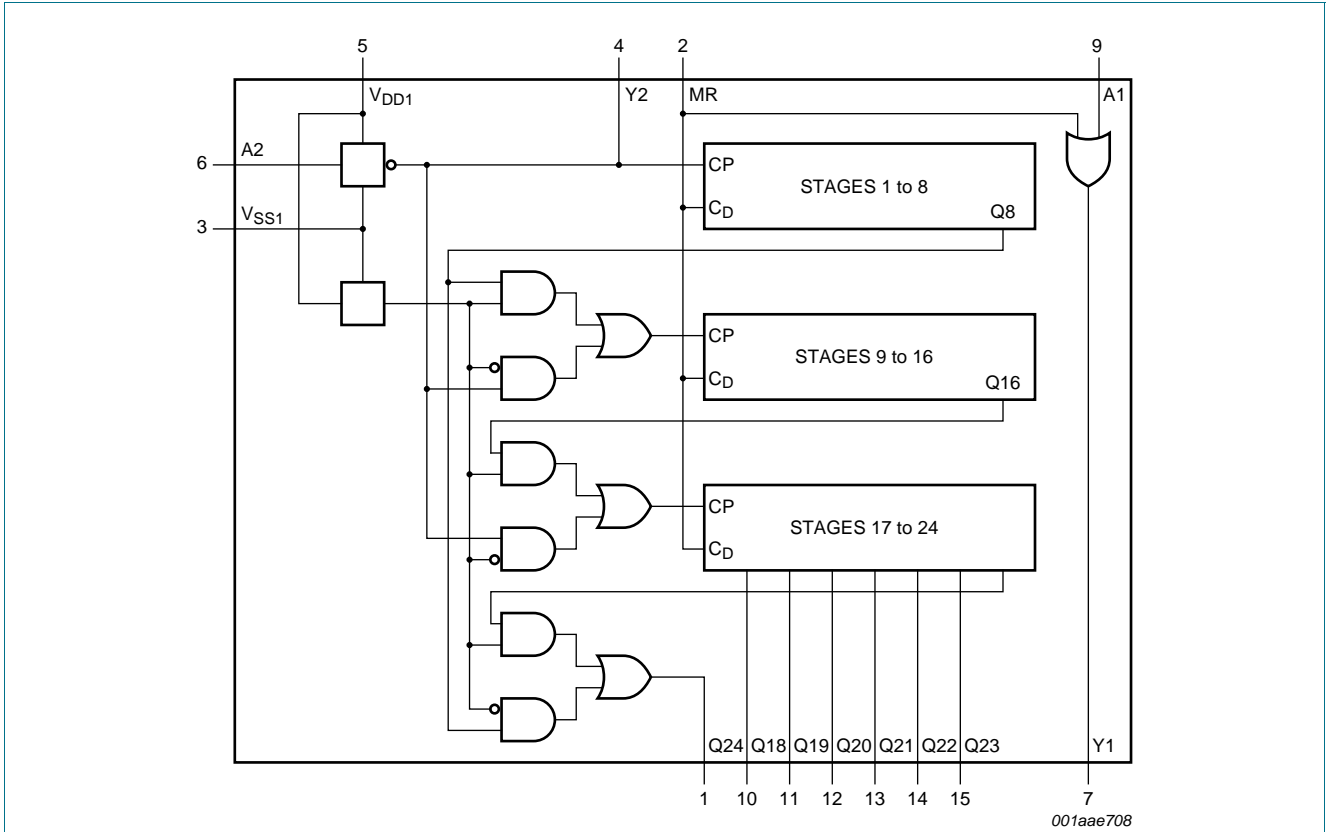 5 4 2 9
VDD1 Y2 MR A1
6 A2
CP
STAGES 1 to 8
CD
Q8
3 VSS1
CP
STAGES 9 to 16
CD
Q16
CP
STAGES 17 to 24
CD
Q24 Q18 Q19 Q20 Q21 Q22 Q23 Y1
1 10 11 12 13 14 15 7
001aae708